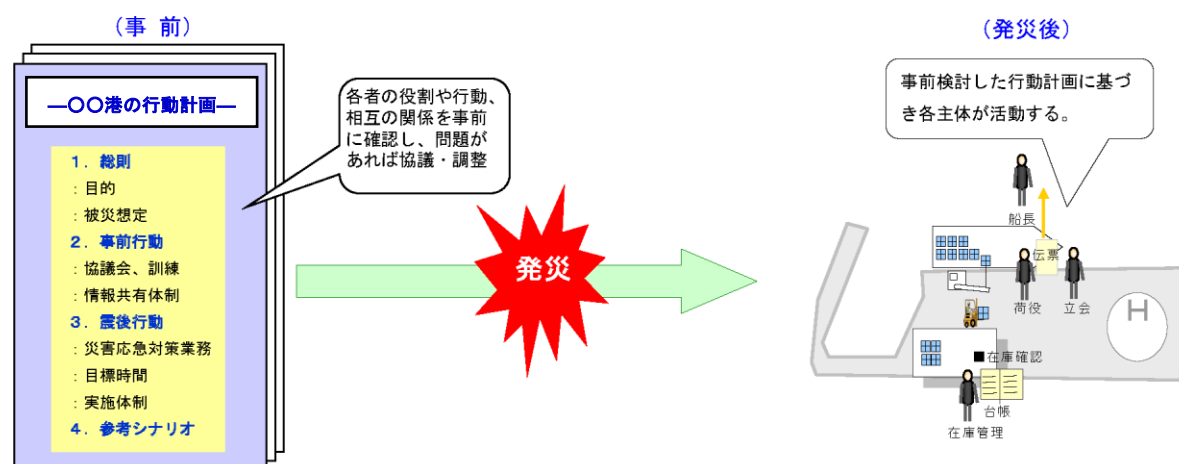 （事 前）
―〇〇港の行動計画―
１．総則
：目的
：被災想定
２．事前行動
：協議会、訓練
：情報共有体制
３．震後行動
：災害応急対策業務
：目標時間
：実施体制
４．参考シナリオ
各者の役割や行動、
相互の関係を事前
に確認し、問題が
あれば協議・調整
発災
（発災後）
事前検討した行動計画に基づ
き各主体が活動する。
船長
伝票
荷役
立会
H
■在庫確認
台帳
在庫管理